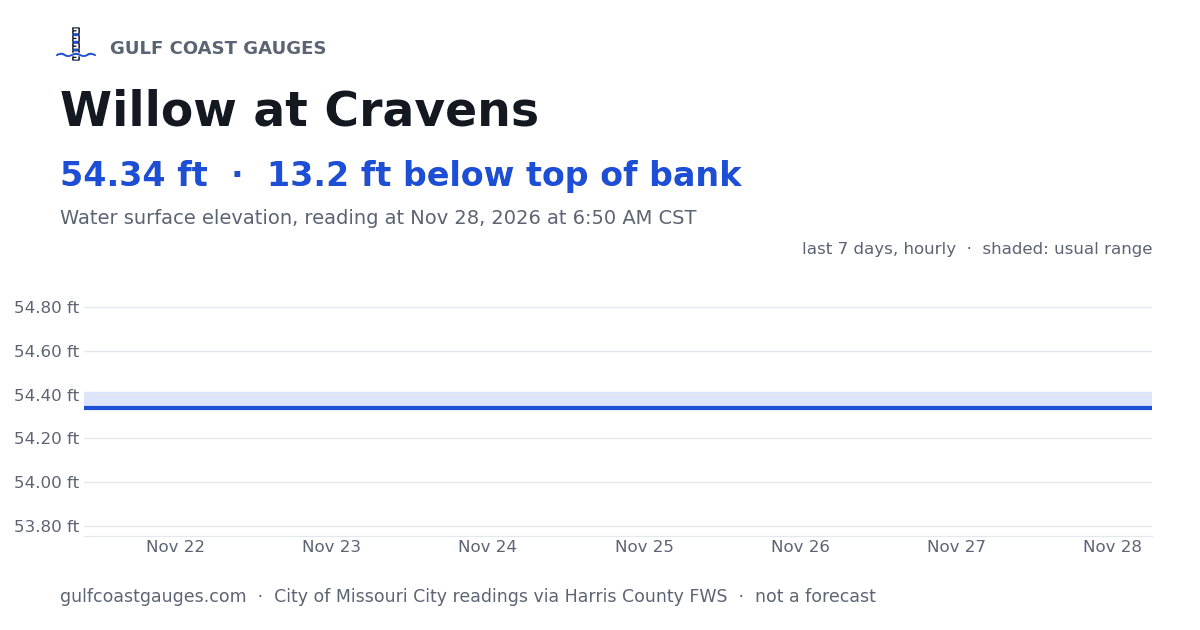 GULF COAST GAUGES
Willow at Cravens
54.34 ft · 13.2 ft below top of bank
Water surface elevation, reading at Nov 28, 2026 at 6:50 AM CST
last 7 days, hourly · shaded: usual range
54.80 ft
54.60 ft
54.40 ft
54.20 ft
54.00 ft
53.80 ft
Nov 22 Nov 23 Nov 24 Nov 25 Nov 26 Nov 27 Nov 28
gulfcoastgauges.com · City of Missouri City readings via Harris County FWS · not a forecast